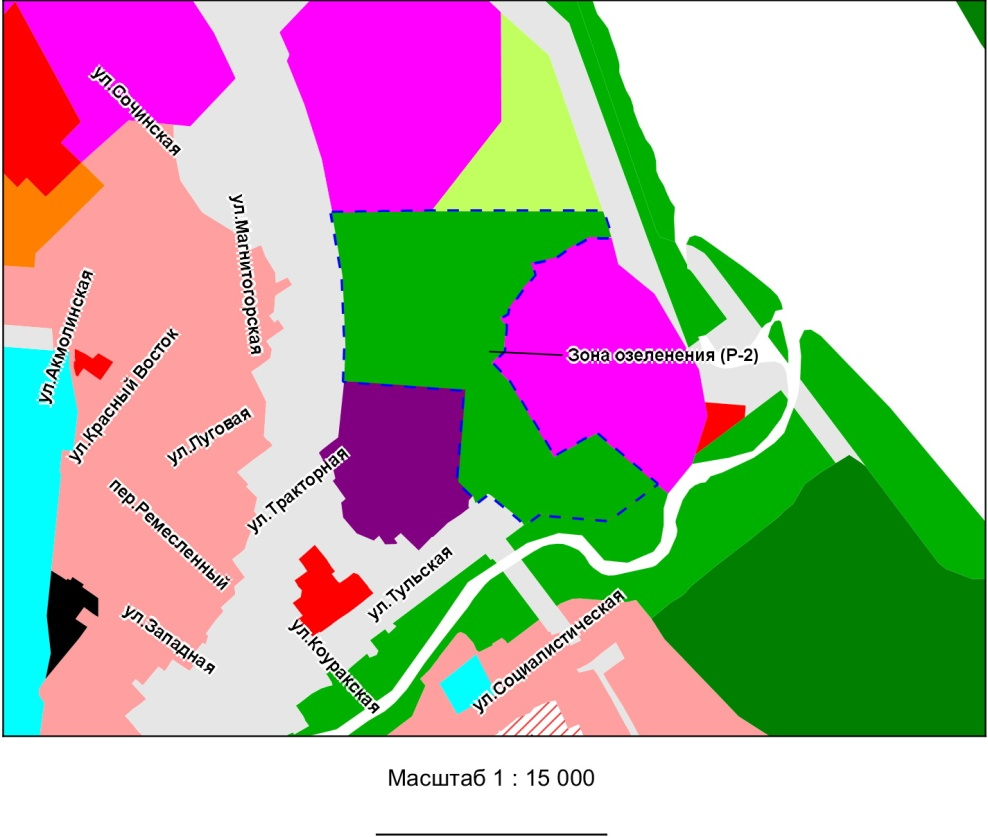 ул.Сочинская
ул.Магнитогорская
ул.Акмолинская
ул.Красный Восток
Зона озеленения (Р-2)
ул.Луговая
ул.Тракторная
пер.Ремесленный
ул.Тульская
ул.Западная
ул.Коуракская
ул.Социалистическая
Масштаб 1 : 15 000